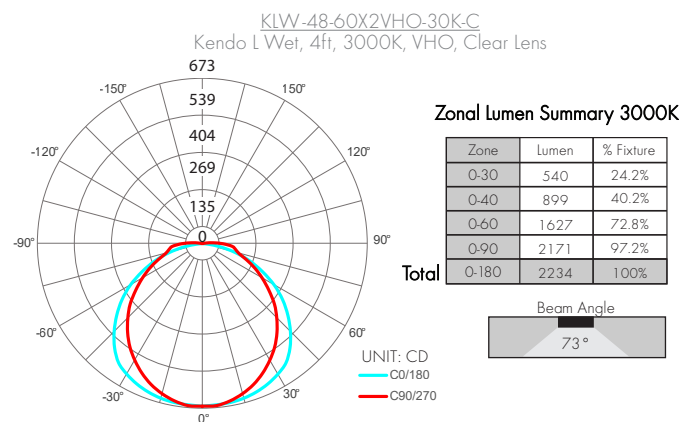 KLW-48-60X2VHO-30K-C
Kendo L Wet, 4ft, 3000K, VHO, Clear Lens
673
-150° 539 150°
404
-120° 269 120°
135
-90° 0 90°
-60° 60°
-30° 30°
0°
UNIT: CD
C0/180
C90/270
Zonal Lumen Summary 3000K
Zone Lumen % Fixture
0-30 540 24.2%
0-40 899 40.2%
0-60 1627 72.8%
0-90 2171 97.2%
Total 0-180 2234 100%
Beam Angle
73°